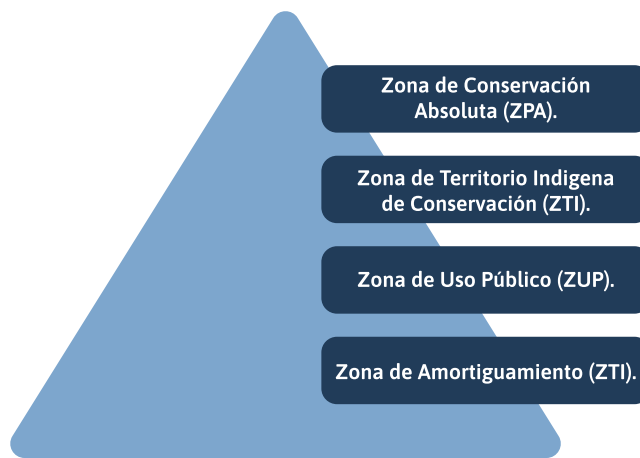 Zona de Conservación
Absoluta (ZPA).
Zona de Territorio Indigena
de Conservación (ZTI).
Zona de Uso Público (ZUP).
Zona de Amortiguamiento (ZTI).